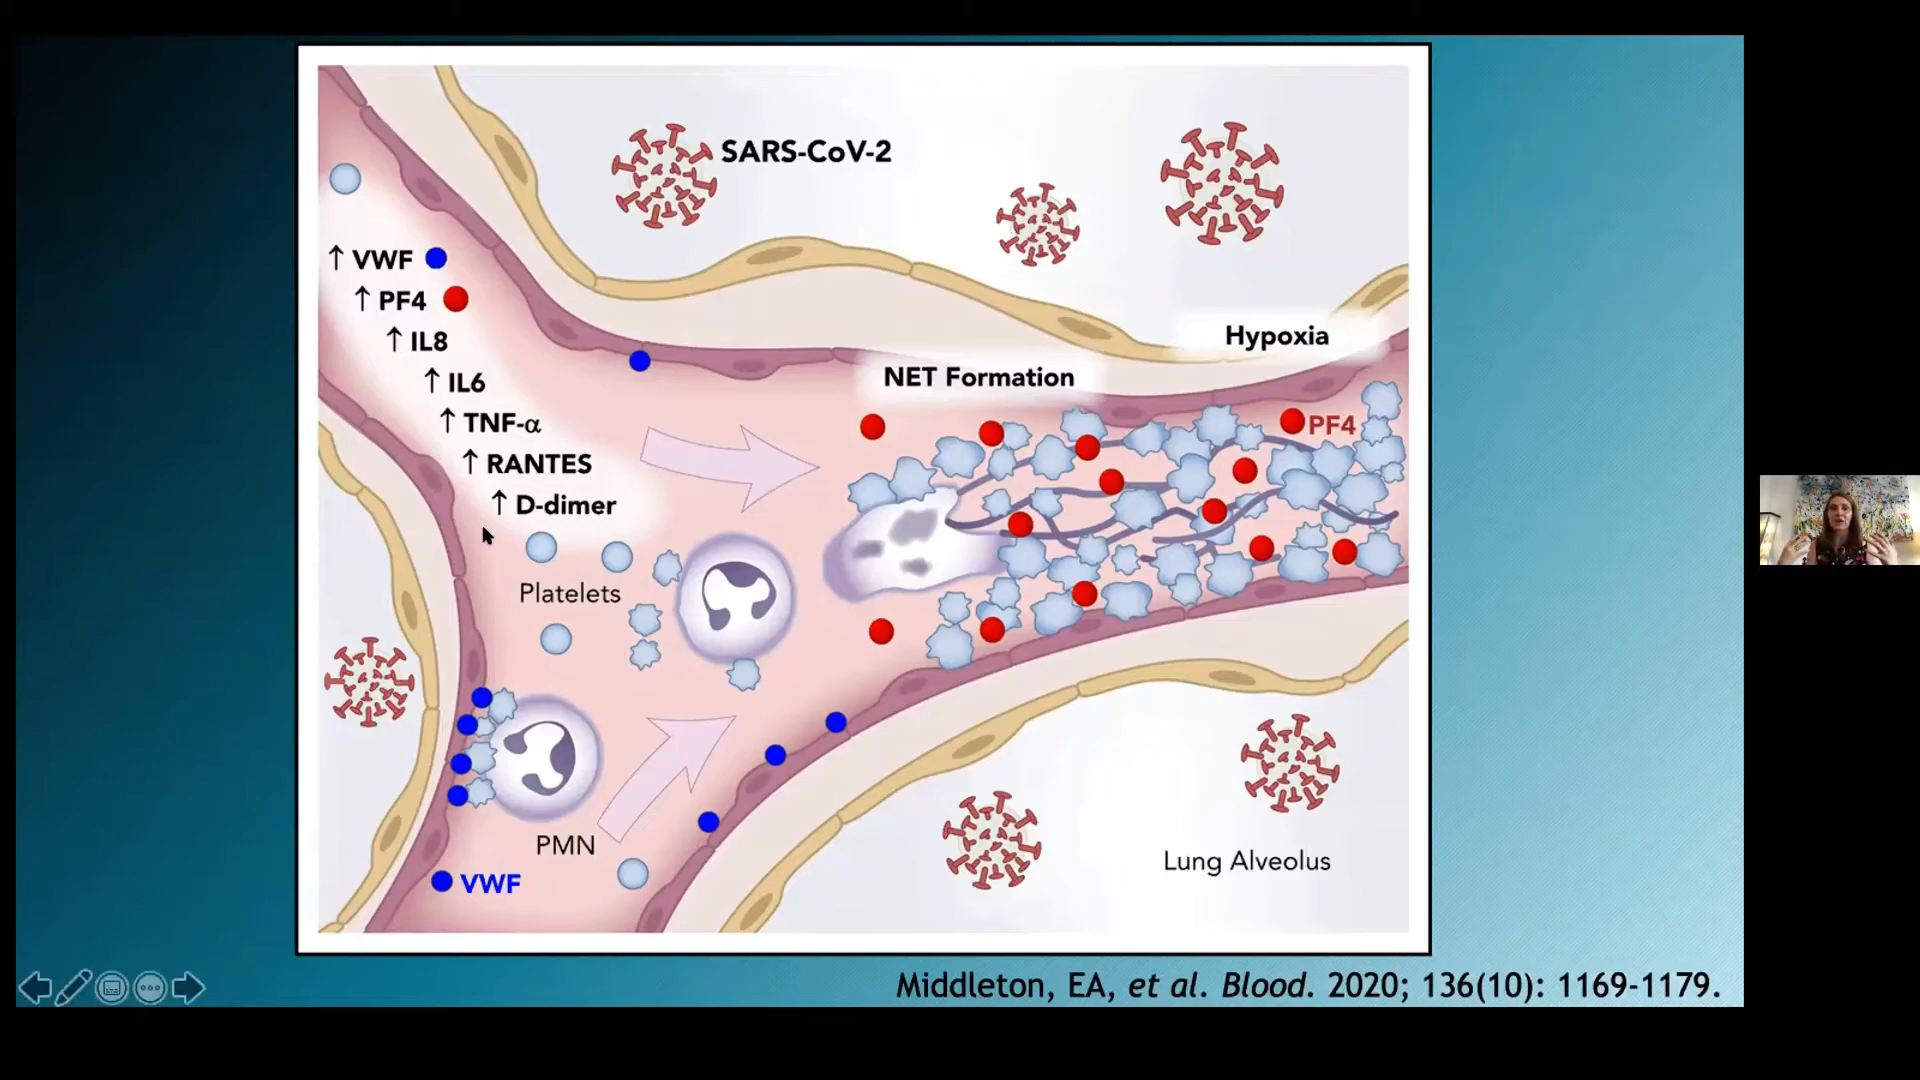 SARS-CoV-2
↑ VWF
↑ PF4
↑ IL8
↑ IL6
↑ TNF-α
↑ RANTES
↑ D-dimer
Hypoxia
NET Formation
PF4
Platelets
PMN
VWF
Lung Alveolus
Middleton, EA, et al. Blood. 2020; 136(10): 1169-1179.